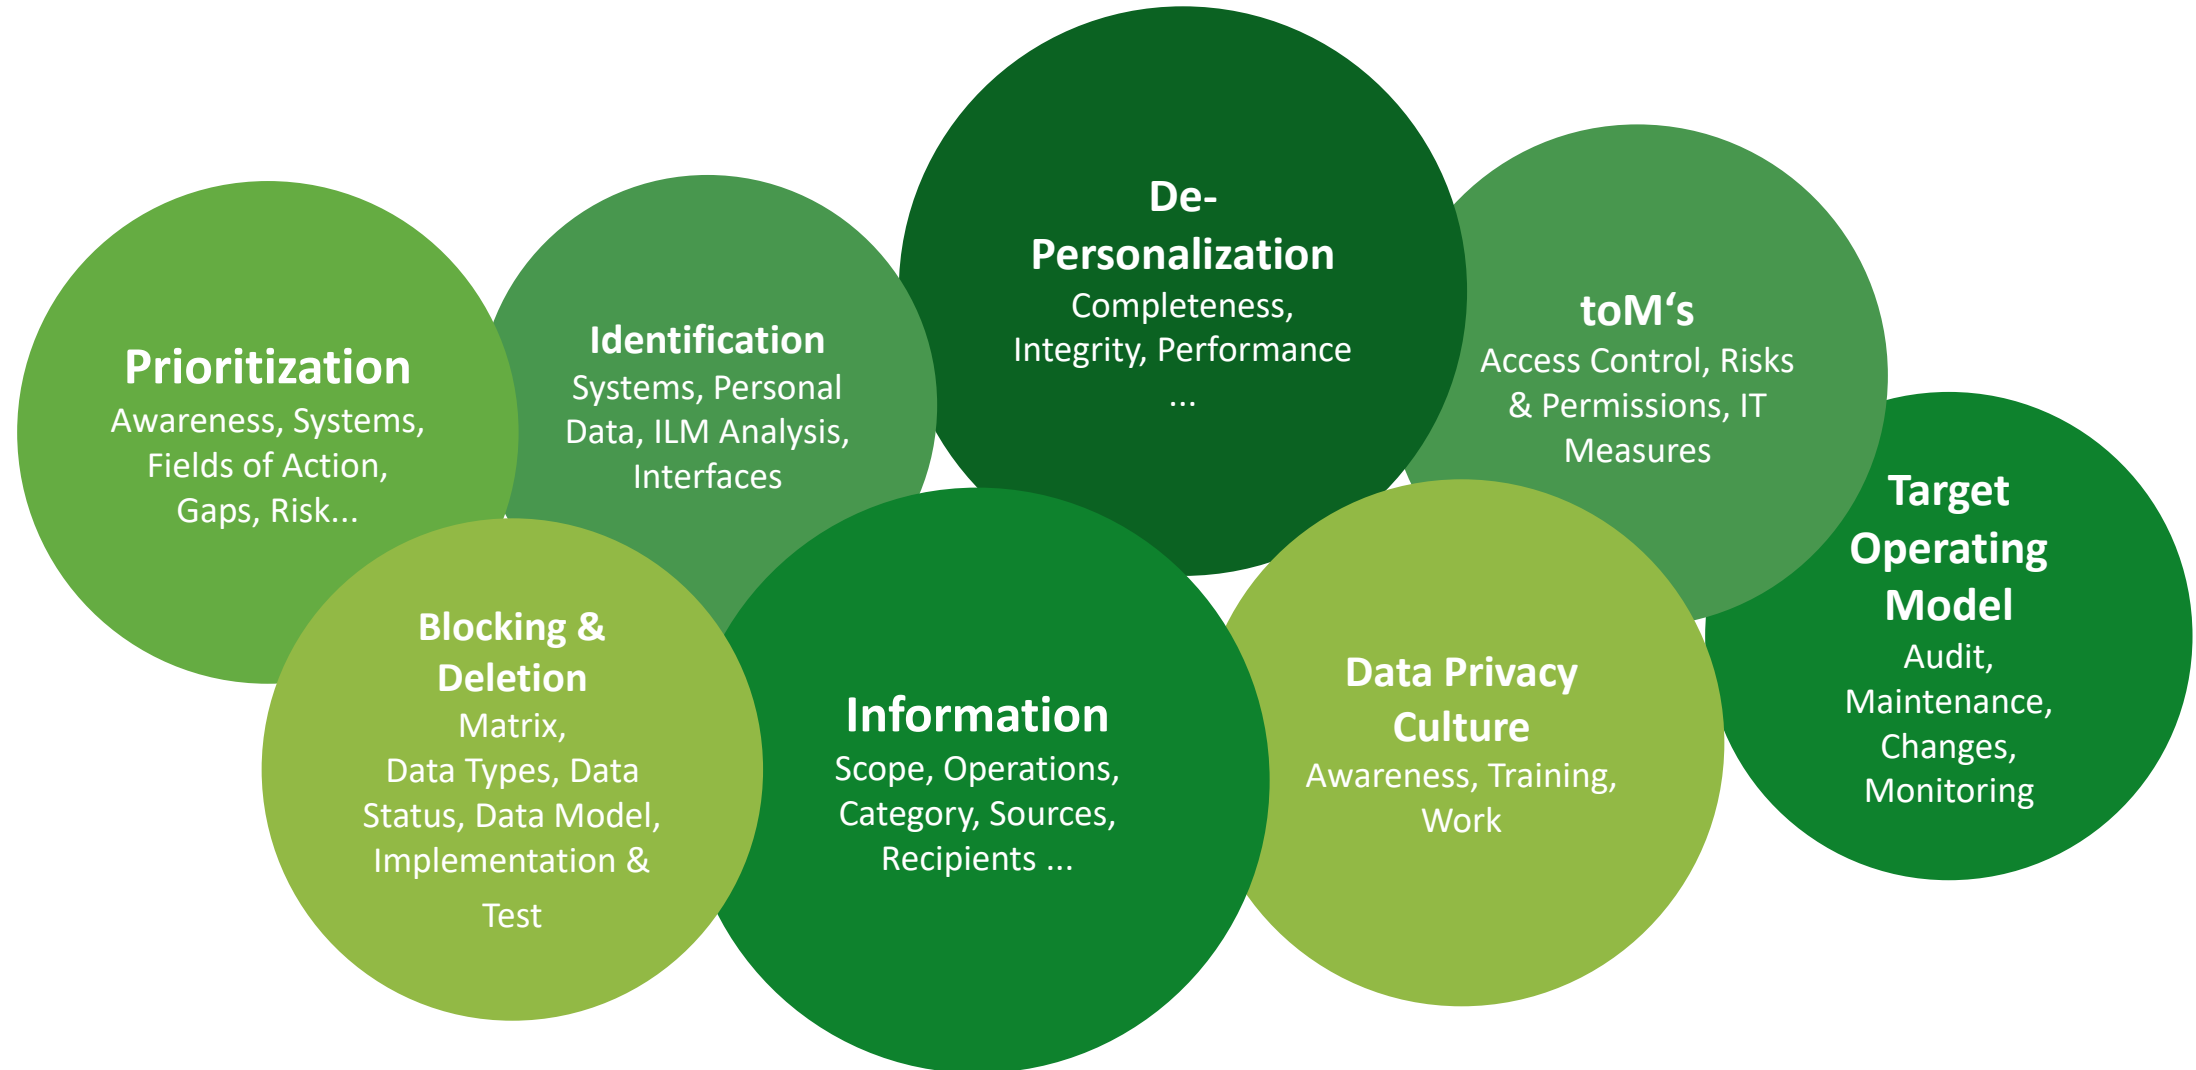 Prioritization
Awareness, Systems,
Fields of Action,
Gaps, Risk...
Identification
Systems, Personal
Data, ILM Analysis,
Interfaces
De-
Personalization
Completeness,
Integrity, Performance
...
toM‘s
Access Control, Risks
& Permissions, IT
Measures
Target
Operating
Model
Audit,
Maintenance,
Changes,
Monitoring
Blocking &
Deletion
Matrix,
Data Types, Data
Status, Data Model,
Implementation &
Test
Information
Scope, Operations,
Category, Sources,
Recipients ...
Data Privacy
Culture
Awareness, Training,
Work